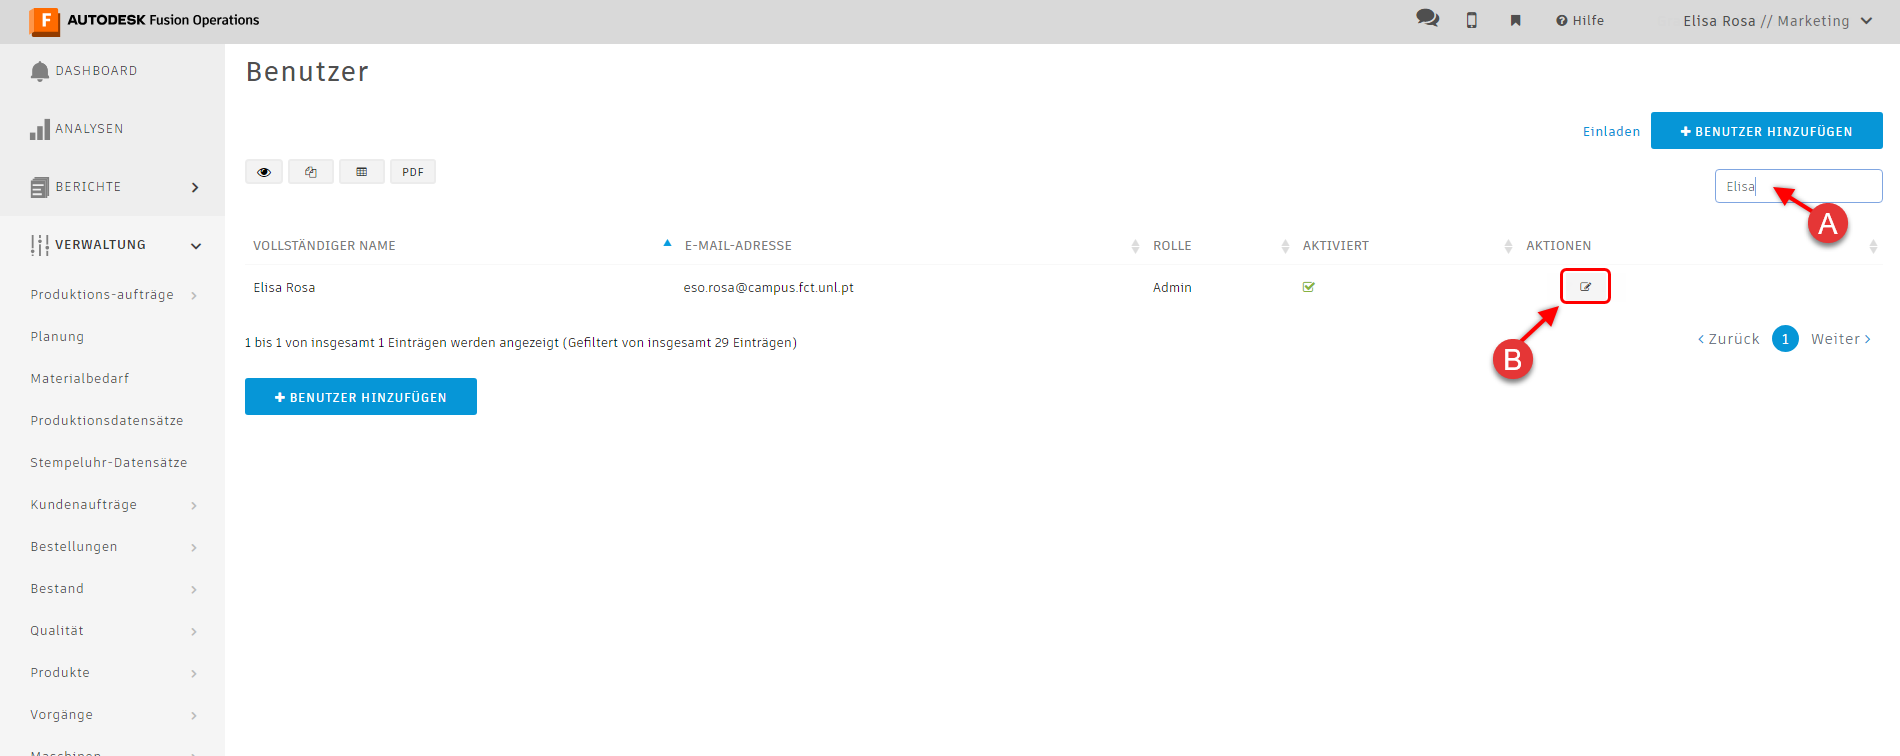 F AUTODESK Fusion Operations
Hilfe
Elisa Rosa // Marketing
DASHBOARD
ANALYSEN
BERICHTE
VERWALTUNG
Produktions-aufträge
Planung
Materialbedarf
Produktionsdatensätze
Stempeluhr-Datensätze
Kundenaufträge
Bestellungen
Bestand
Qualität
Produkte
Vorgänge
Maschinen
Benutzer
Einladen
+ BENUTZER HINZUFÜGEN
PDF
Elisa
A
VOLLSTÄNDIGER NAME E-MAIL-ADRESSE ROLLE AKTIVIERT AKTIONEN
Elisa Rosa eso.rosa@campus.fct.unl.pt Admin
B
1 bis 1 von insgesamt 1 Einträgen werden angezeigt (Gefiltert von insgesamt 29 Einträgen)
< Zurück 1 Weiter >
+ BENUTZER HINZUFÜGEN